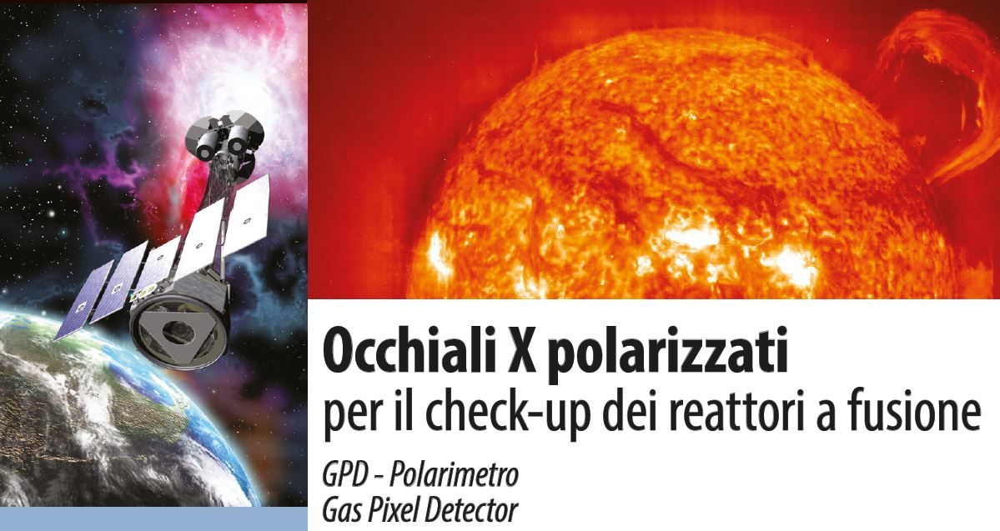 Occhiali X polarizzati
per il check-up dei reattori a fusione
GPD - Polarimetro
Gas Pixel Detector